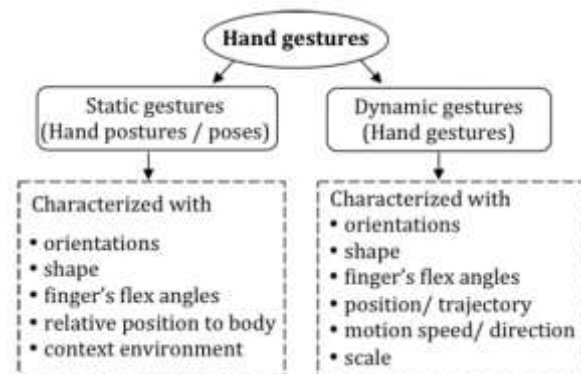 Hand gestures
Static gestures
(Hand postures / poses)
Dynamic gestures
(Hand gestures)
Characterized with
• orientations
• shape
• finger's flex angles
• relative position to body
• context environment
Characterized with
• orientations
• shape
• finger's flex angles
• position/ trajectory
• motion speed/ direction
• scale